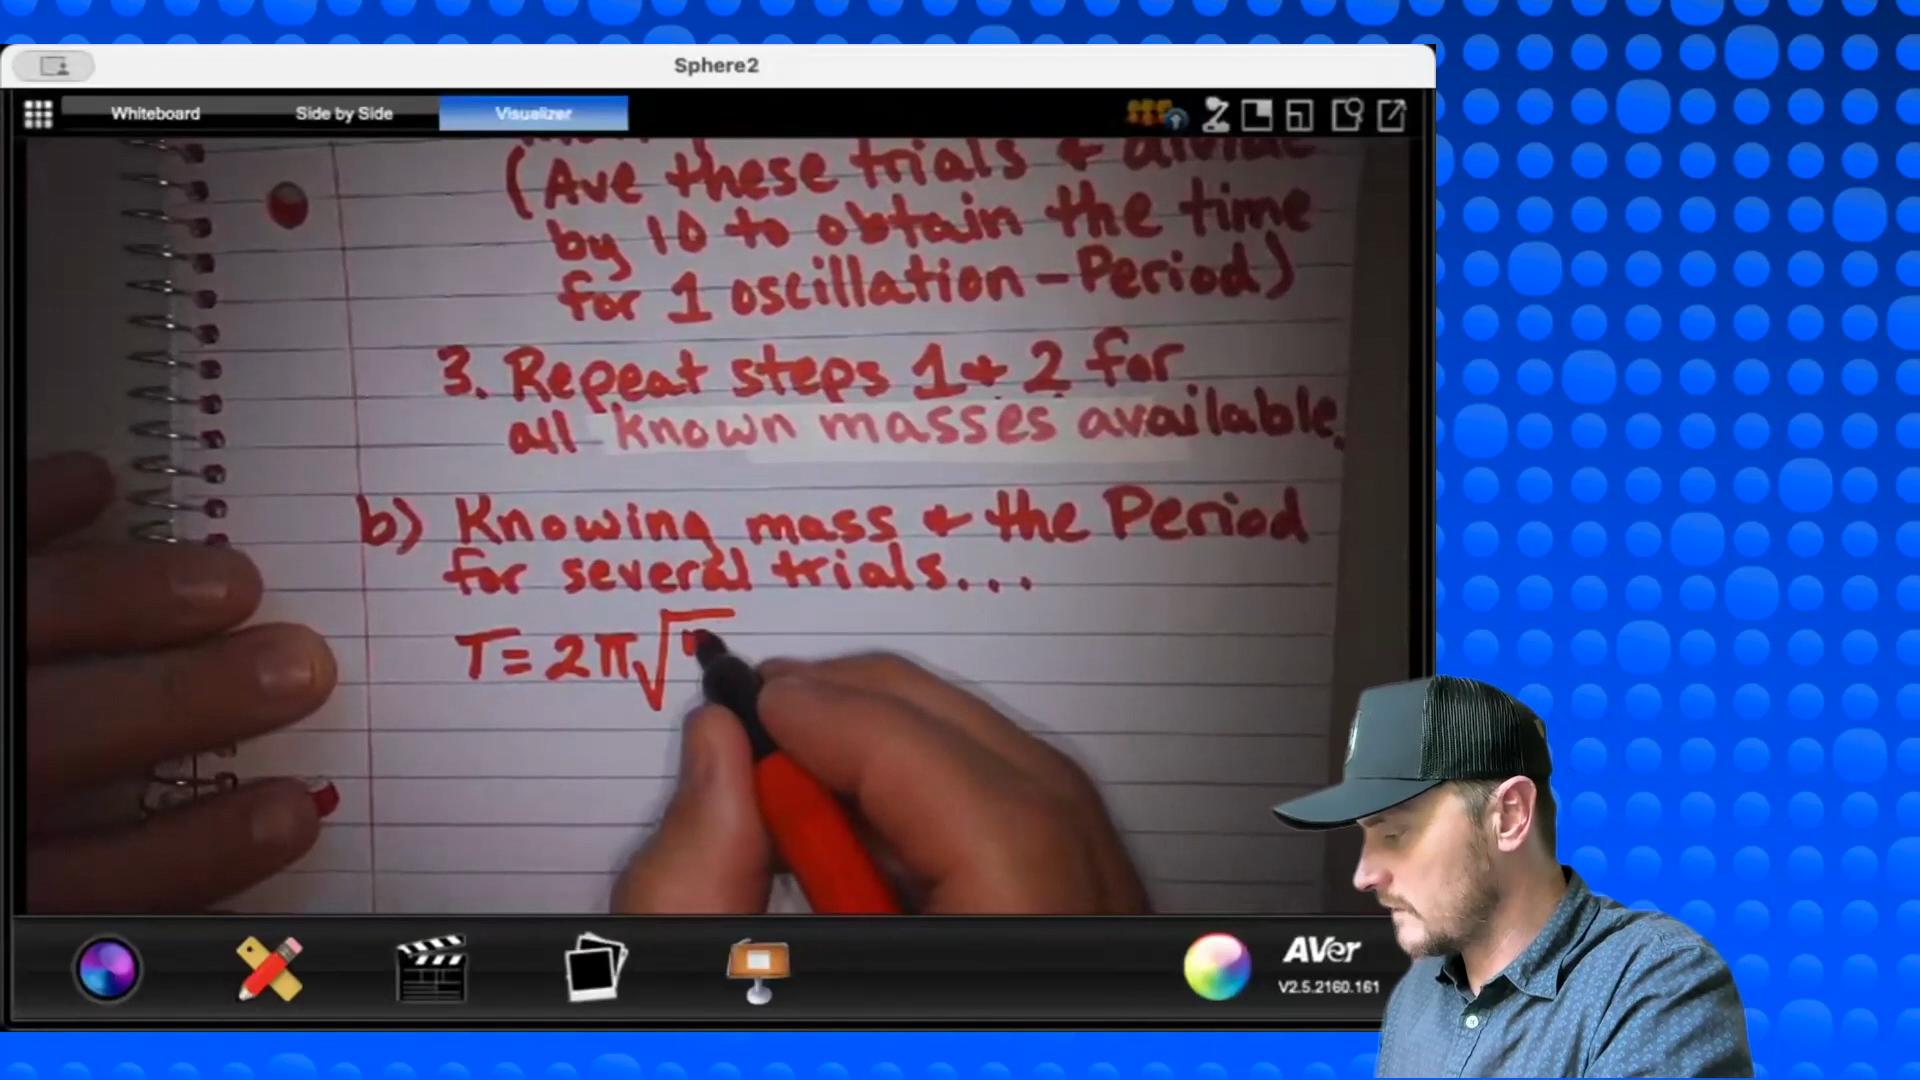 Sphere2
Whiteboard Side by Side Visualizer
(Ave these trials +
by 10 to obtain the time
for 1 oscillation - Period)
3. Repeat steps 1 + 2 for
all known masses available.
b) Knowing mass + the Period
for several trials...
T = 2π√
AVer
V2.5.2160.161